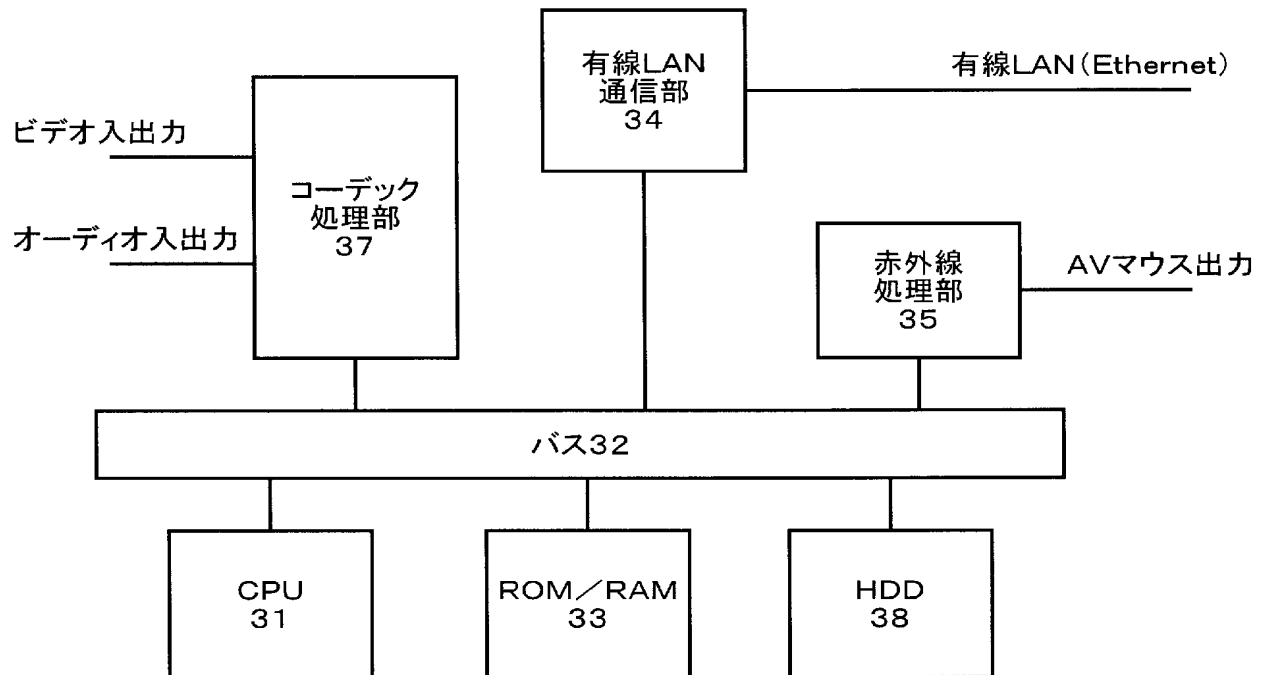 有線LAN
通信部
34
有線LAN(Ethernet)
ビデオ入出力
オーディオ入出力
コーデック
処理部
37
赤外線
処理部
35
AVマウス出力
バス32
CPU
31
ROM/RAM
33
HDD
38